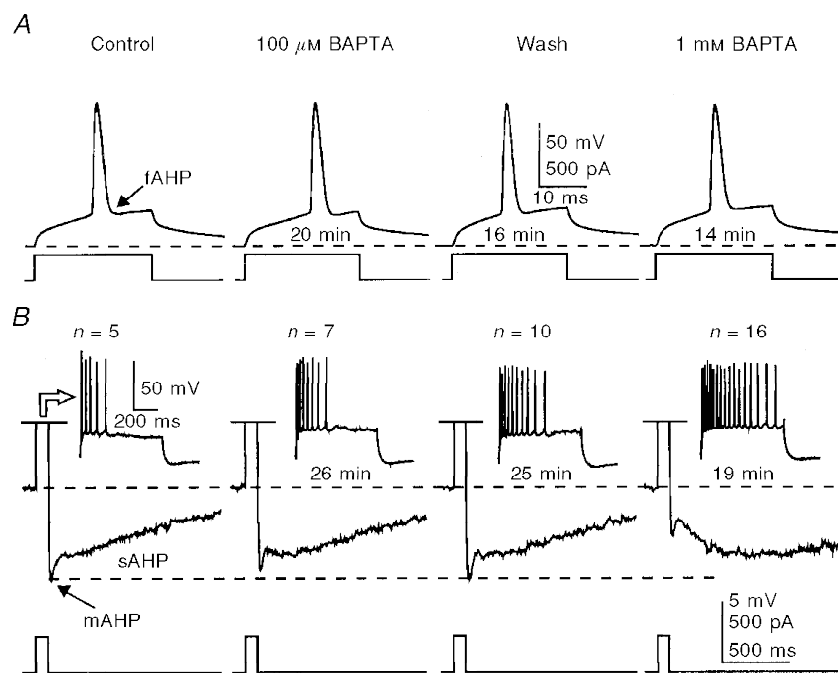 A
Control
100 μM BAPTA
Wash
1 mM BAPTA
fAHP
50 mV
500 pA
10 ms
20 min
16 min
14 min
B
n = 5
n = 7
n = 10
n = 16
50 mV
200 ms
26 min
25 min
19 min
sAHP
mAHP
5 mV
500 pA
500 ms